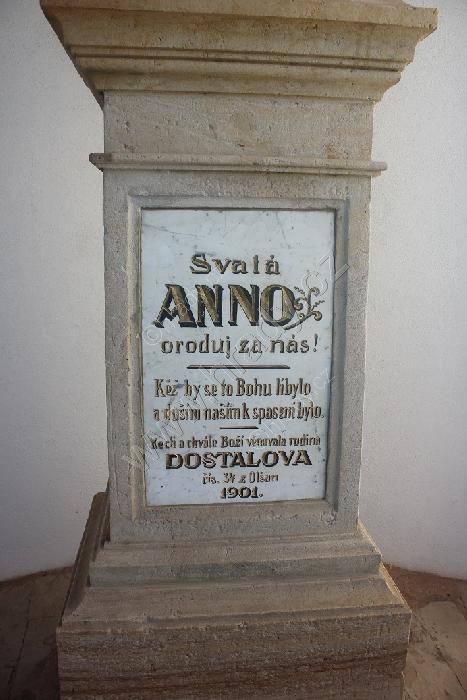 Svatá
ANNO
oroduj za nás!
Kéž by se to Bohu líbilo
a duším našim k spasení bylo.
Ke cti a chvále Boží věnovala rodina
DOSTALOVA
čís. 34 z Olšan
1901.